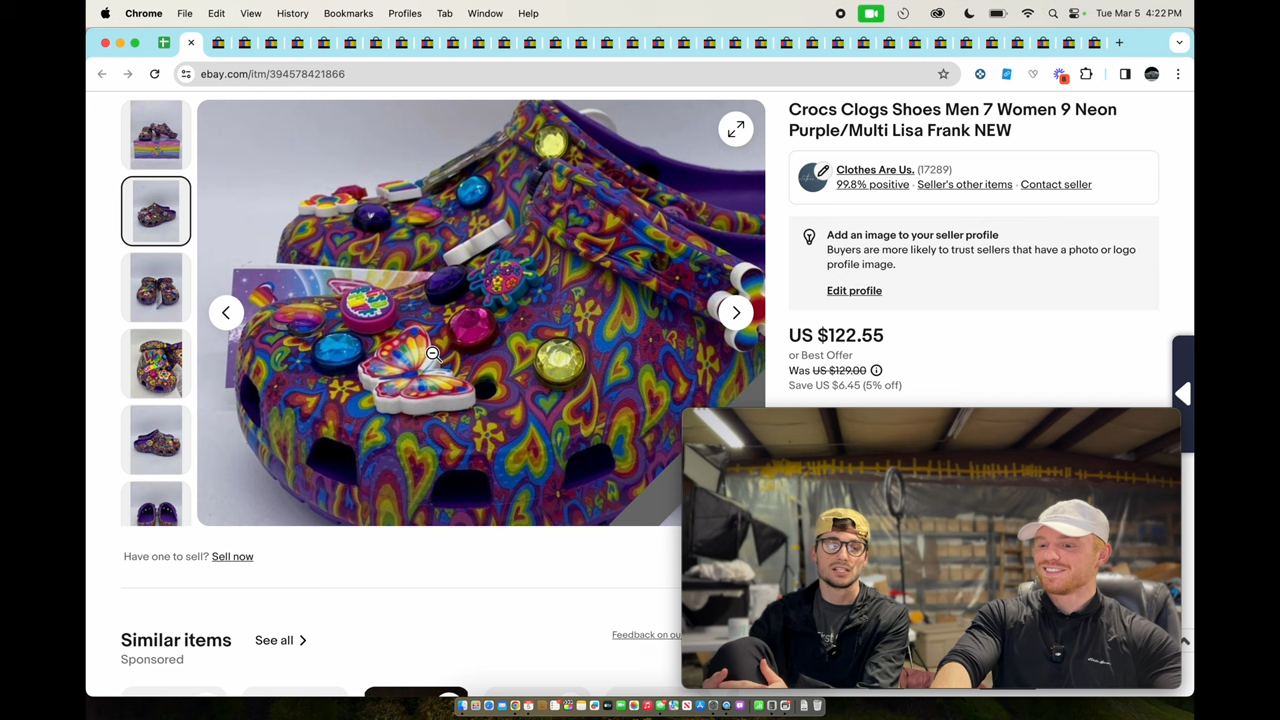 Chrome File Edit View History Bookmarks Profiles Tab Window Help
Tue Mar 5 4:22 PM
ebay.com/itm/394578421866
8
Crocs Clogs Shoes Men 7 Women 9 Neon
Purple/Multi Lisa Frank NEW
Clothes Are Us. (17289)
99.8% positive · Seller's other items · Contact seller
Add an image to your seller profile
Buyers are more likely to trust sellers that have a photo or logo
profile image.
Edit profile
US $122.55
or Best Offer
Was US $129.00
Save US $6.45 (5% off)
Have one to sell? Sell now
Similar items See all
Feedback on ou
Sponsored